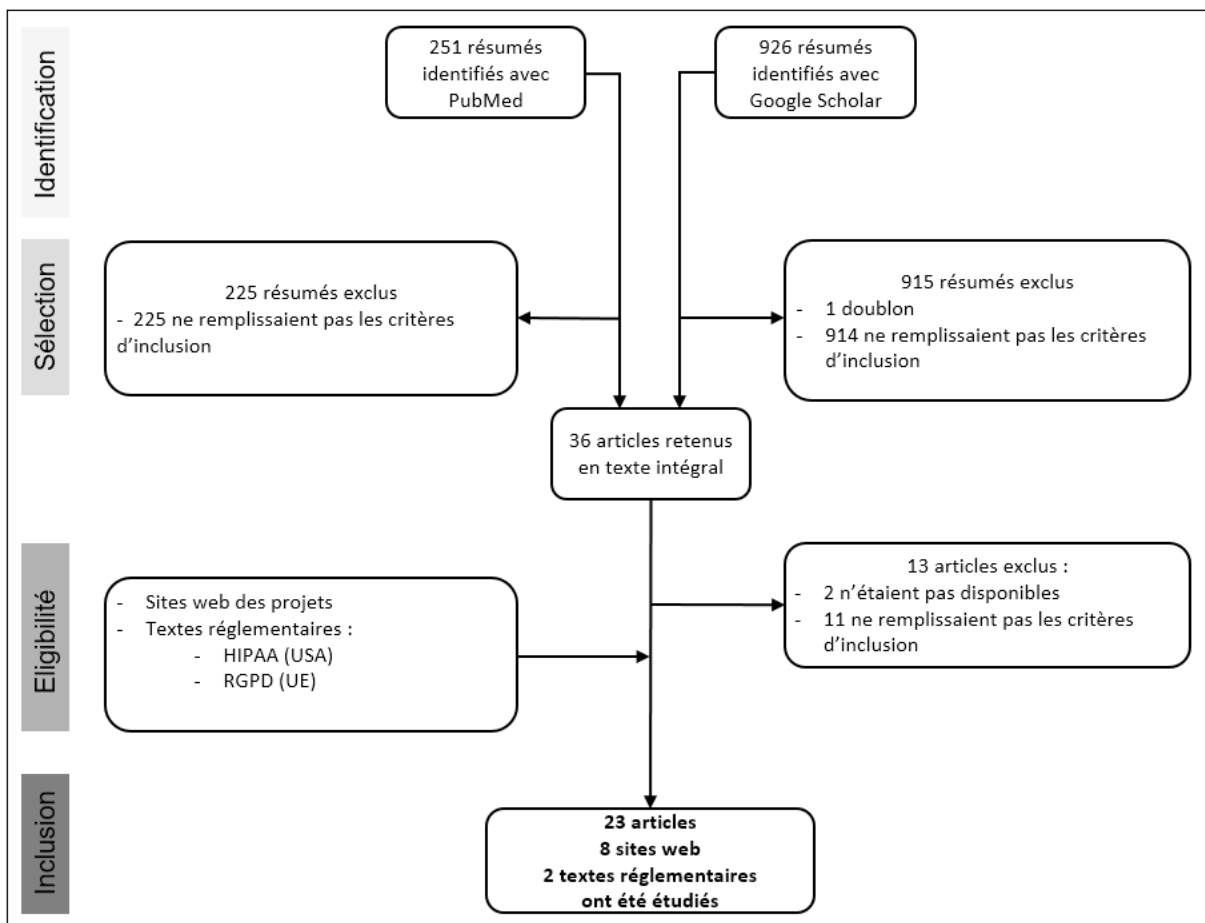 Identification
251 résumés
identifiés avec
PubMed
926 résumés
identifiés avec
Google Scholar
Sélection
225 résumés exclus
- 225 ne remplissaient pas les critères
d’inclusion
915 résumés exclus
- 1 doublon
- 914 ne remplissaient pas les critères
d’inclusion
36 articles retenus
en texte intégral
Eligibilité
- Sites web des projets
- Textes réglementaires :
- HIPAA (USA)
- RGPD (UE)
13 articles exclus :
- 2 n’étaient pas disponibles
- 11 ne remplissaient pas les critères
d’inclusion
Inclusion
23 articles
8 sites web
2 textes réglementaires
ont été étudiés